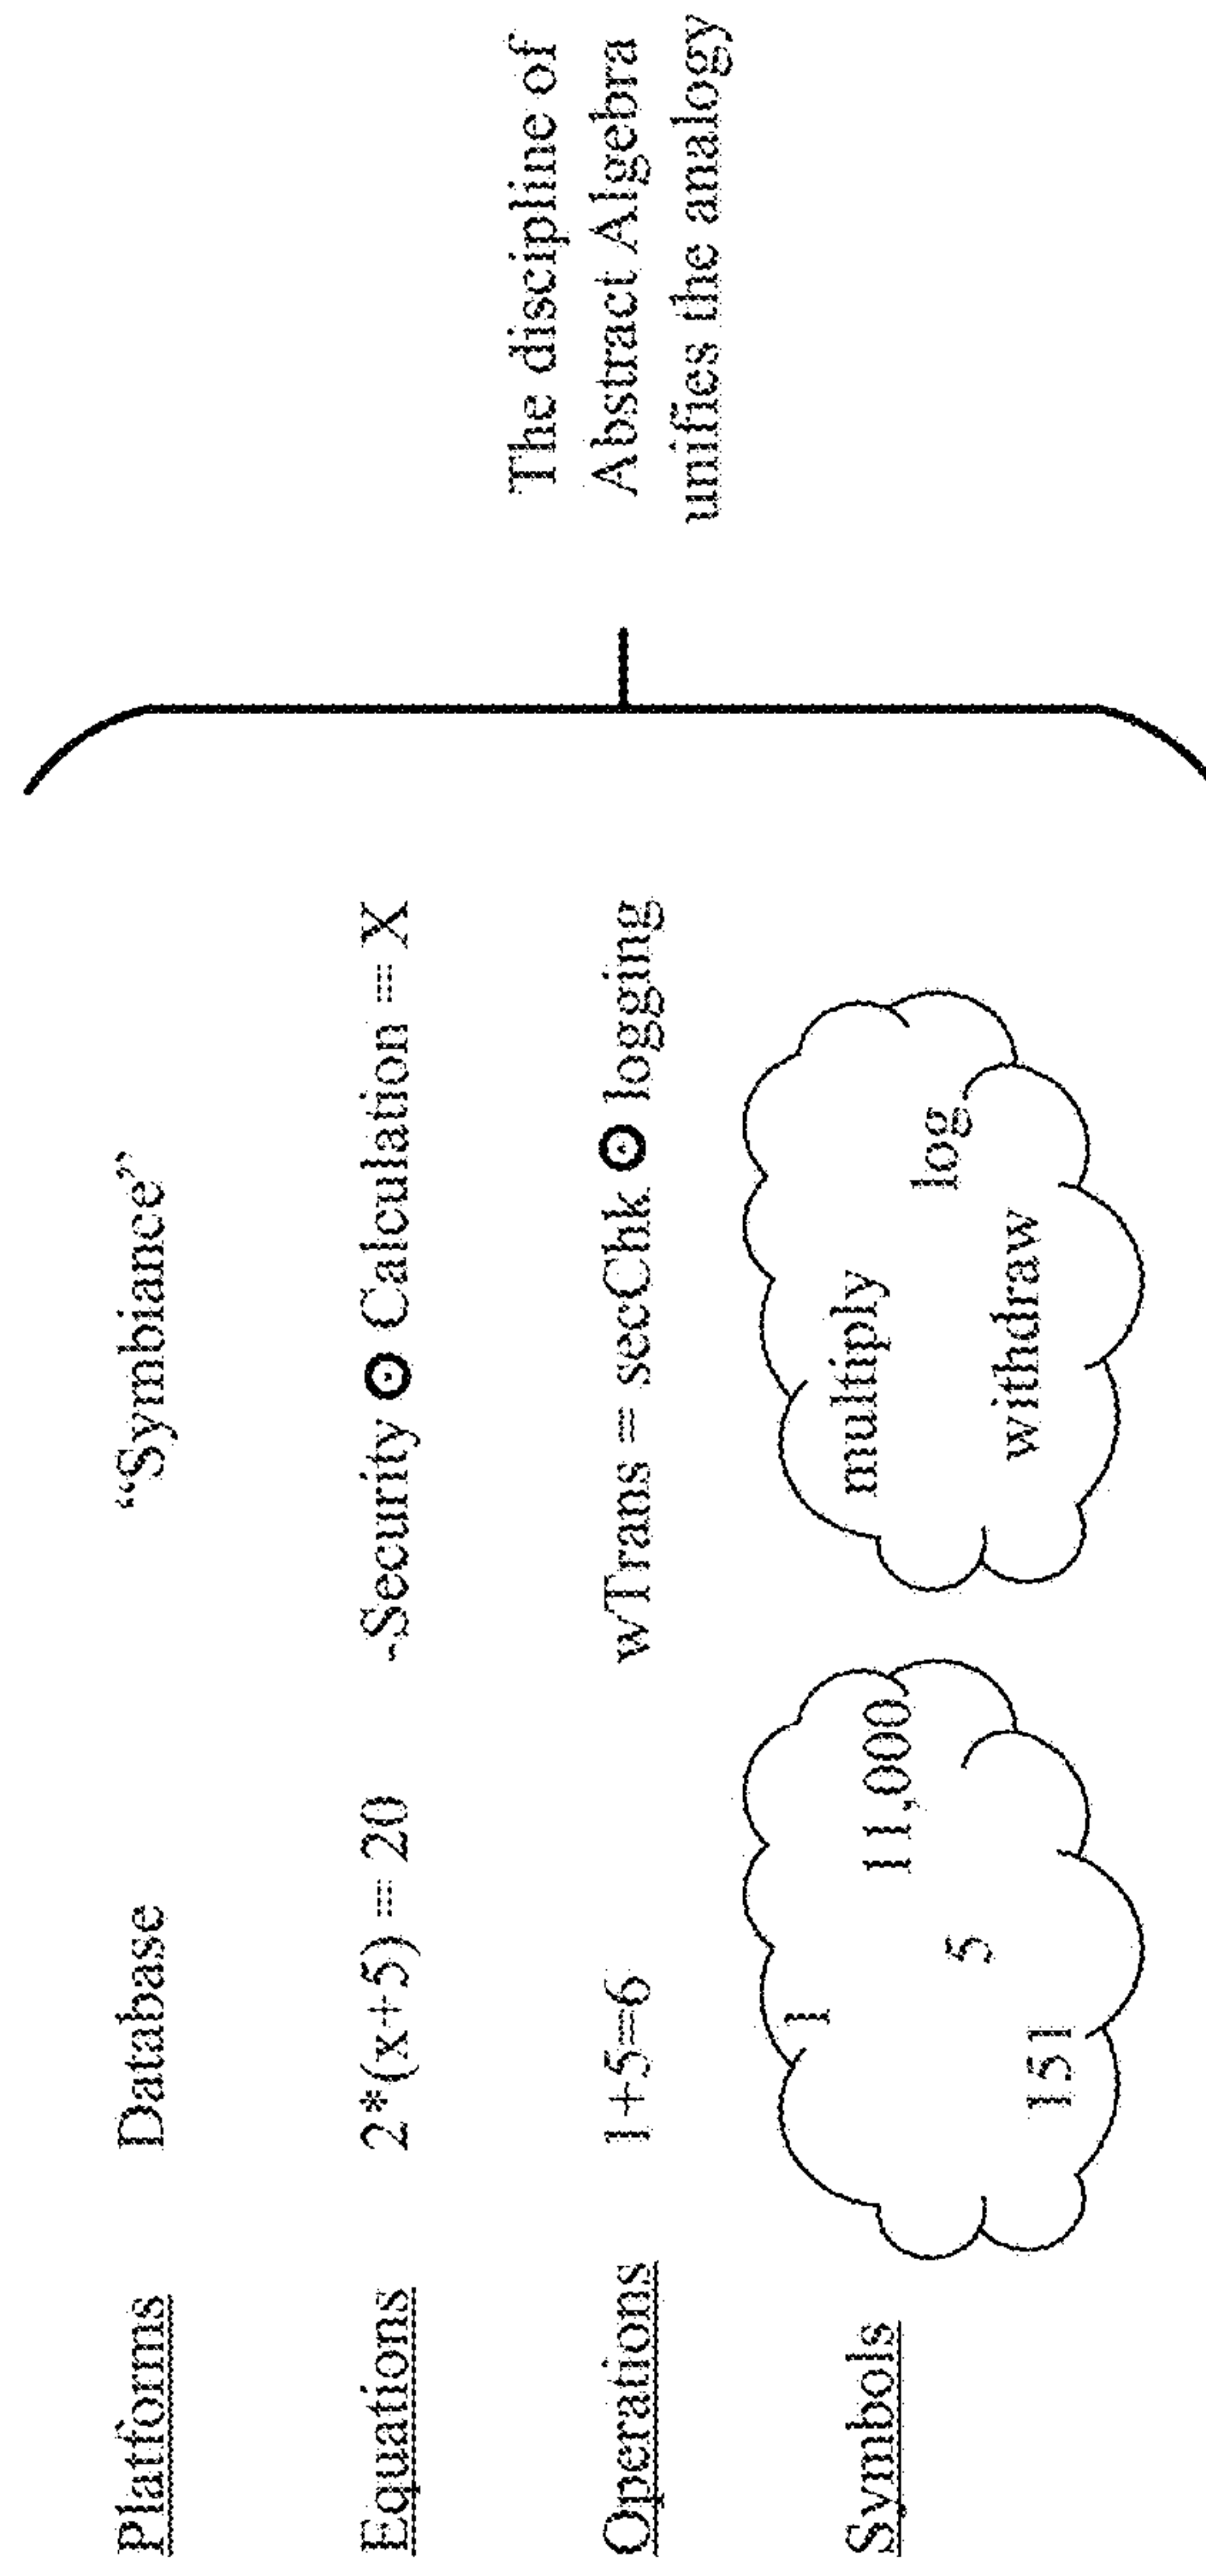 Platforms Database “Symbiance”
Equations 2*(x+5) = 20 ~Security ⊙ Calculation = X
Operations 1+5=6 wTrans = secChk ⊙ logging
Symbols
1
11,000
5
151
multiply
log
withdraw
The discipline of
Abstract Algebra
unifies the analogy